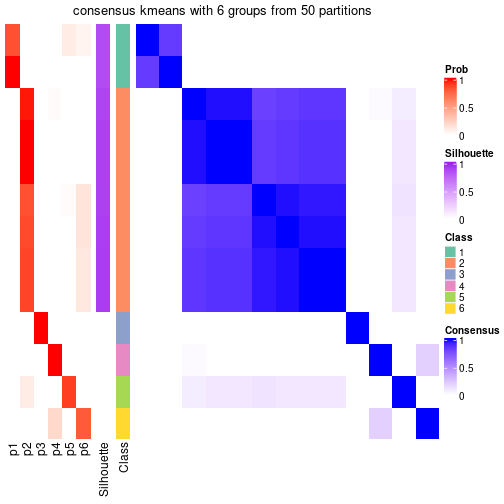 consensus kmeans with 6 groups from 50 partitions
Prob
1
0.5
0
Silhouette
1
0.5
0
Class
1
2
3
4
5
6
Consensus
1
0.5
0
p1
p2
p3
p4
p5
p6
Silhouette
Class